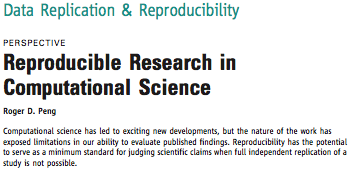 Data Replication & Reproducibility
PERSPECTIVE
Reproducible Research in
Computational Science
Roger D. Peng
Computational science has led to exciting new developments, but the nature of the work has
exposed limitations in our ability to evaluate published findings. Reproducibility has the potential
to serve as a minimum standard for judging scientific claims when full independent replication of a
study is not possible.